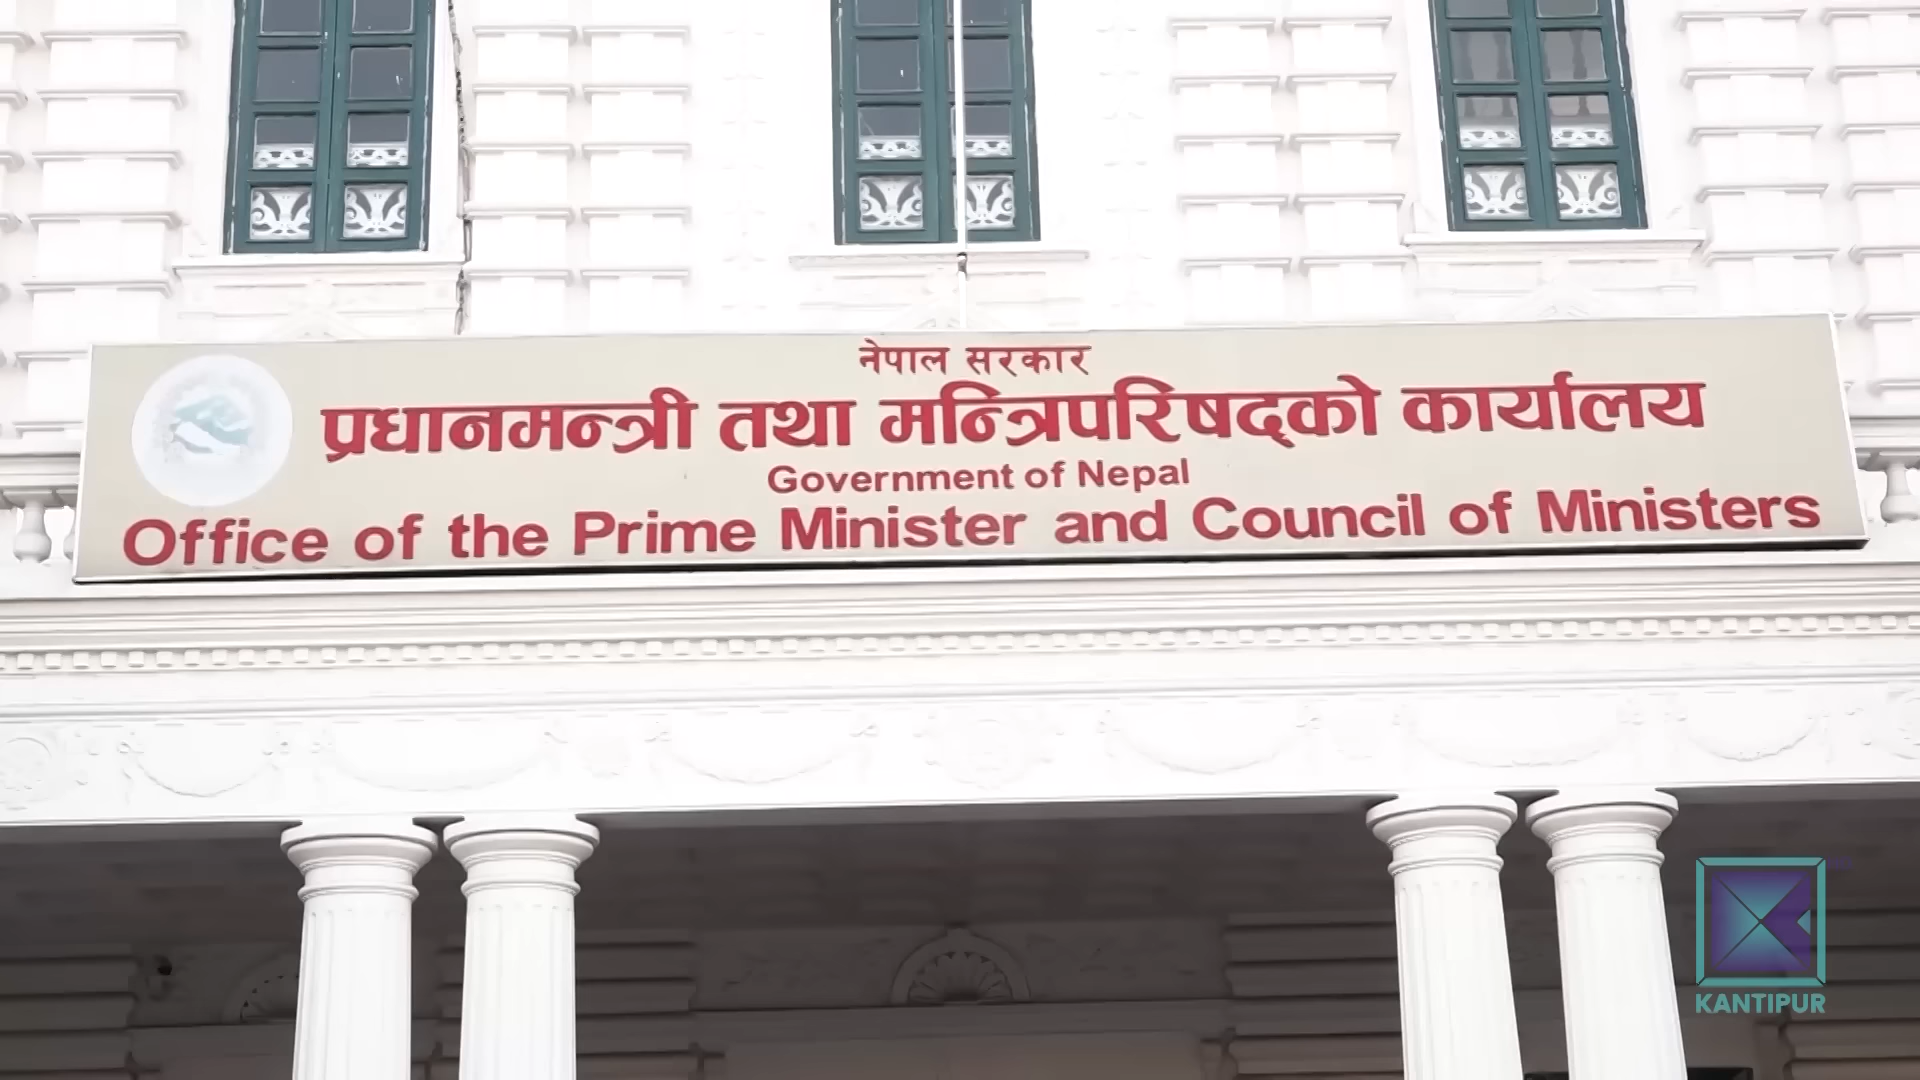 नेपाल सरकार
प्रधानमन्त्री तथा मन्त्रिपरिषद्को कार्यालय
Government of Nepal
Office of the Prime Minister and Council of Ministers
KANTIPUR